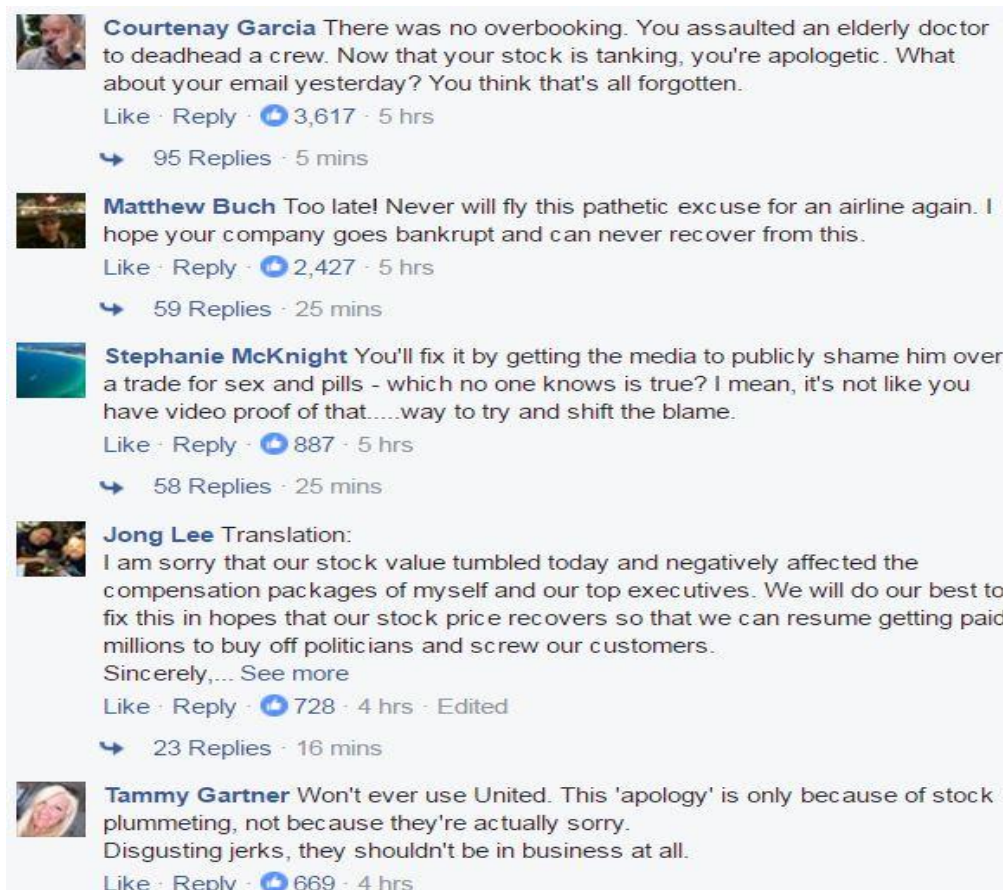 Courtenay Garcia There was no overbooking. You assaulted an elderly doctor
to deadhead a crew. Now that your stock is tanking, you're apologetic. What
about your email yesterday? You think that's all forgotten.
Like · Reply · 3,617 · 5 hrs
95 Replies · 5 mins
Matthew Buch Too late! Never will fly this pathetic excuse for an airline again. I
hope your company goes bankrupt and can never recover from this.
Like · Reply · 2,427 · 5 hrs
59 Replies · 25 mins
Stephanie McKnight You'll fix it by getting the media to publicly shame him over
a trade for sex and pills - which no one knows is true? I mean, it's not like you
have video proof of that.....way to try and shift the blame.
Like · Reply · 887 · 5 hrs
58 Replies · 25 mins
Jong Lee Translation:
I am sorry that our stock value tumbled today and negatively affected the
compensation packages of myself and our top executives. We will do our best to
fix this in hopes that our stock price recovers so that we can resume getting paid
millions to buy off politicians and screw our customers.
Sincerely,... See more
Like · Reply · 728 · 4 hrs · Edited
23 Replies · 16 mins
Tammy Gartner Won't ever use United. This 'apology' is only because of stock
plummeting, not because they're actually sorry.
Disgusting jerks, they shouldn't be in business at all.
Like · Reply · 669 · 4 hrs